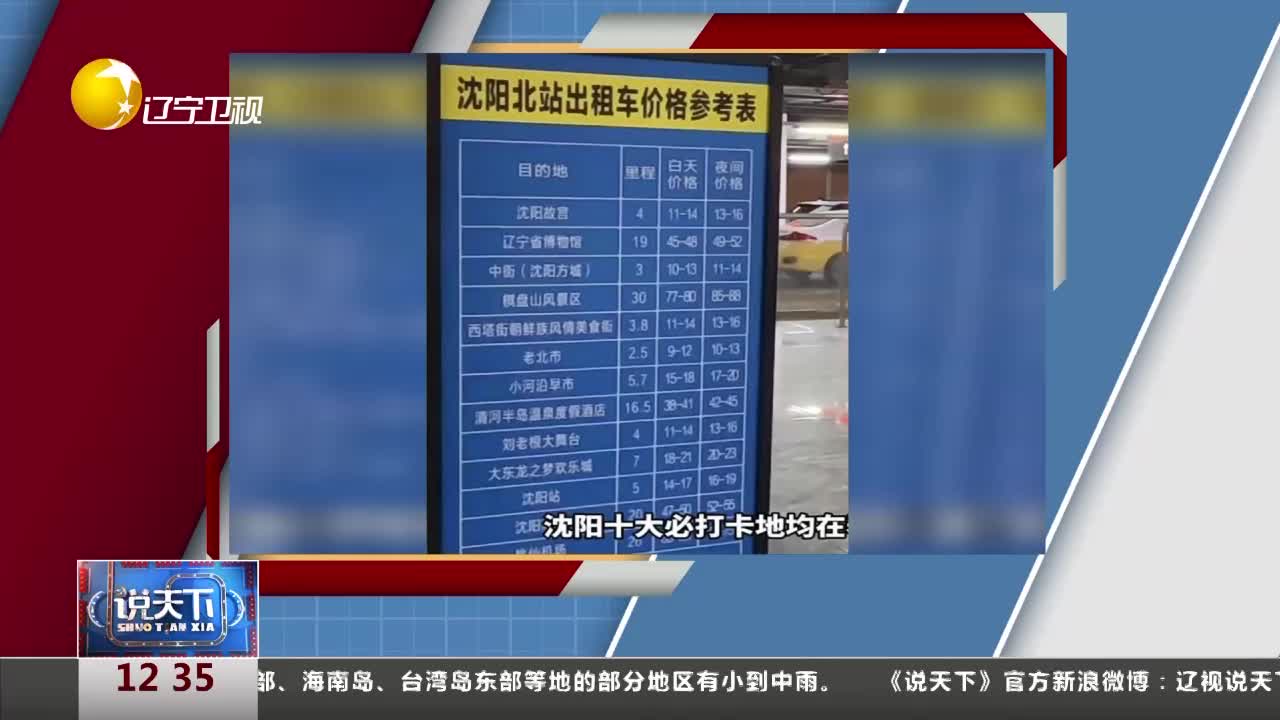 辽宁卫视
沈阳北站出租车价格参考表
目的地 里程 白天价格 夜间价格
沈阳故宫 4 11-14 13-16
辽宁省博物馆 19 45-48 49-52
中街（沈阳方城） 3 10-13 11-14
棋盘山风景区 30 77-80 85-88
西塔街朝鲜族风情美食街 3.8 11-14 13-16
老北市 2.5 9-12 10-13
小河沿早市 5.7 15-18 17-20
清河半岛温泉度假酒店 16.5 38-41 42-45
刘老根大舞台 4 11-14 13-16
大东龙之梦欢乐城 7 18-21 20-23
沈阳站 5 14-17 16-19
沈阳 20 47-50 52-55
沈阳十大必打卡地均在
说天下
SHUO TIAN XIA
12 35
部、海南岛、台湾岛东部等地的部分地区有小到中雨。 《说天下》官方新浪微博：辽视说天下